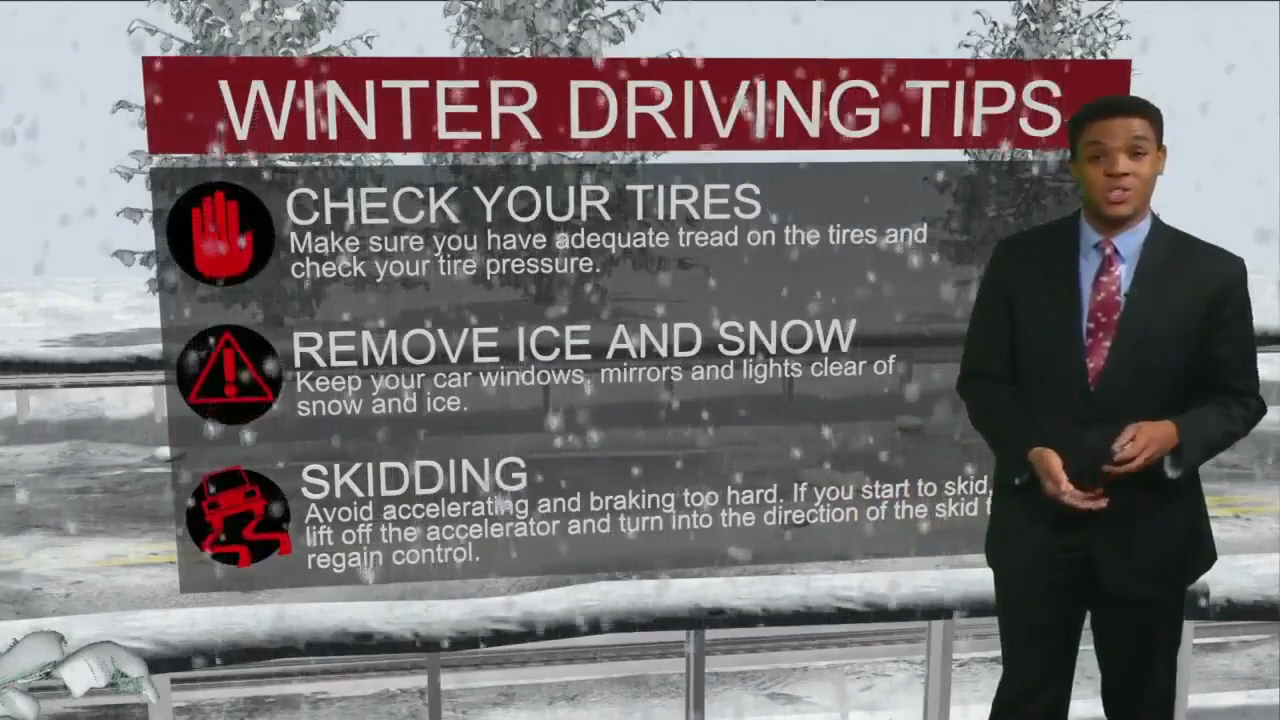 WINTER DRIVING TIPS
CHECK YOUR TIRES
Make sure you have adequate tread on the tires and
check your tire pressure.
REMOVE ICE AND SNOW
Keep your car windows, mirrors and lights clear of
snow and ice.
SKIDDING
Avoid accelerating and braking too hard. If you start to skid,
lift off the accelerator and turn into the direction of the skid
regain control.